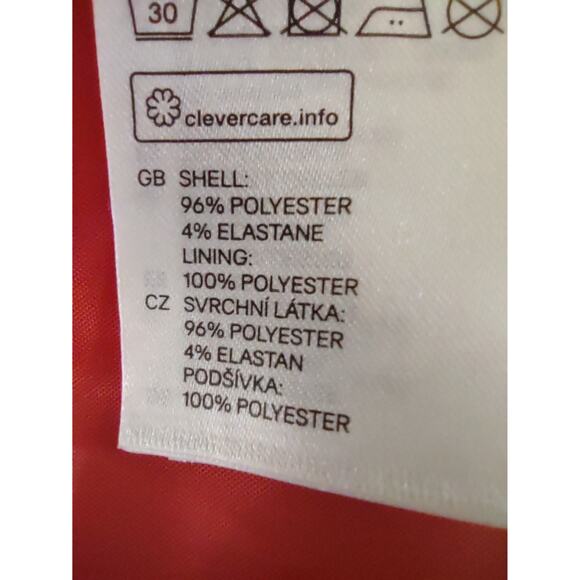 30
clevercare.info
GB SHELL:
96% POLYESTER
4% ELASTANE
LINING:
100% POLYESTER
CZ SVRCHNÍ LÁTKA:
96% POLYESTER
4% ELASTAN
PODŠÍVKA:
100% POLYESTER